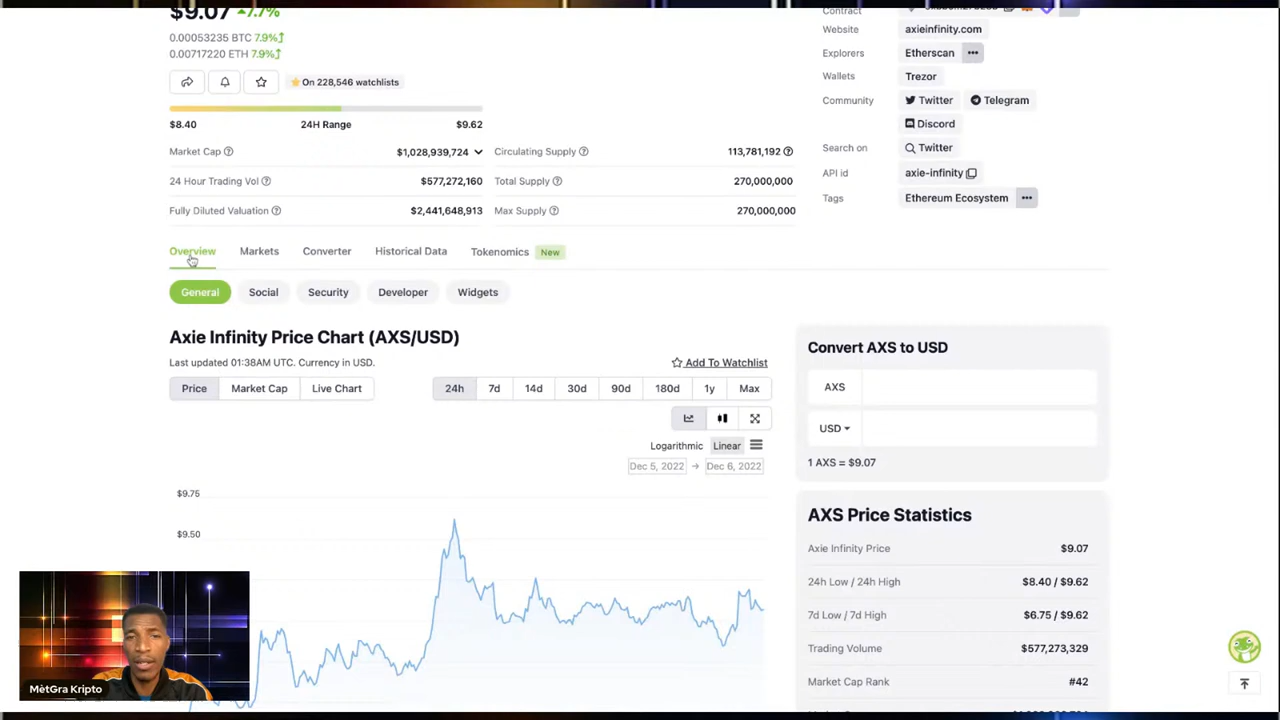 $9.07 ▲7.7%
0.00053235 BTC 7.9%
0.00717220 ETH 7.9%
On 228,546 watchlists
$8.40 24H Range $9.62
Market Cap $1,028,939,724
24 Hour Trading Vol $577,272,160
Fully Diluted Valuation $2,441,648,913
Circulating Supply 113,781,192
Total Supply 270,000,000
Max Supply 270,000,000
Contract
Website axieinfinity.com
Explorers Etherscan
Wallets Trezor
Community Twitter Telegram
Discord
Search on Twitter
API id axie-infinity
Tags Ethereum Ecosystem
Overview Markets Converter Historical Data Tokenomics New
General Social Security Developer Widgets
Axie Infinity Price Chart (AXS/USD)
Last updated 01:38AM UTC. Currency in USD.
Add To Watchlist
Price Market Cap Live Chart
24h 7d 14d 30d 90d 180d 1y Max
Logarithmic Linear
Dec 5, 2022 → Dec 6, 2022
$9.75
$9.50
Convert AXS to USD
AXS
USD
1 AXS = $9.07
AXS Price Statistics
Axie Infinity Price $9.07
24h Low / 24h High $8.40 / $9.62
7d Low / 7d High $6.75 / $9.62
Trading Volume $577,273,329
Market Cap Rank #42
MètGra Kripto